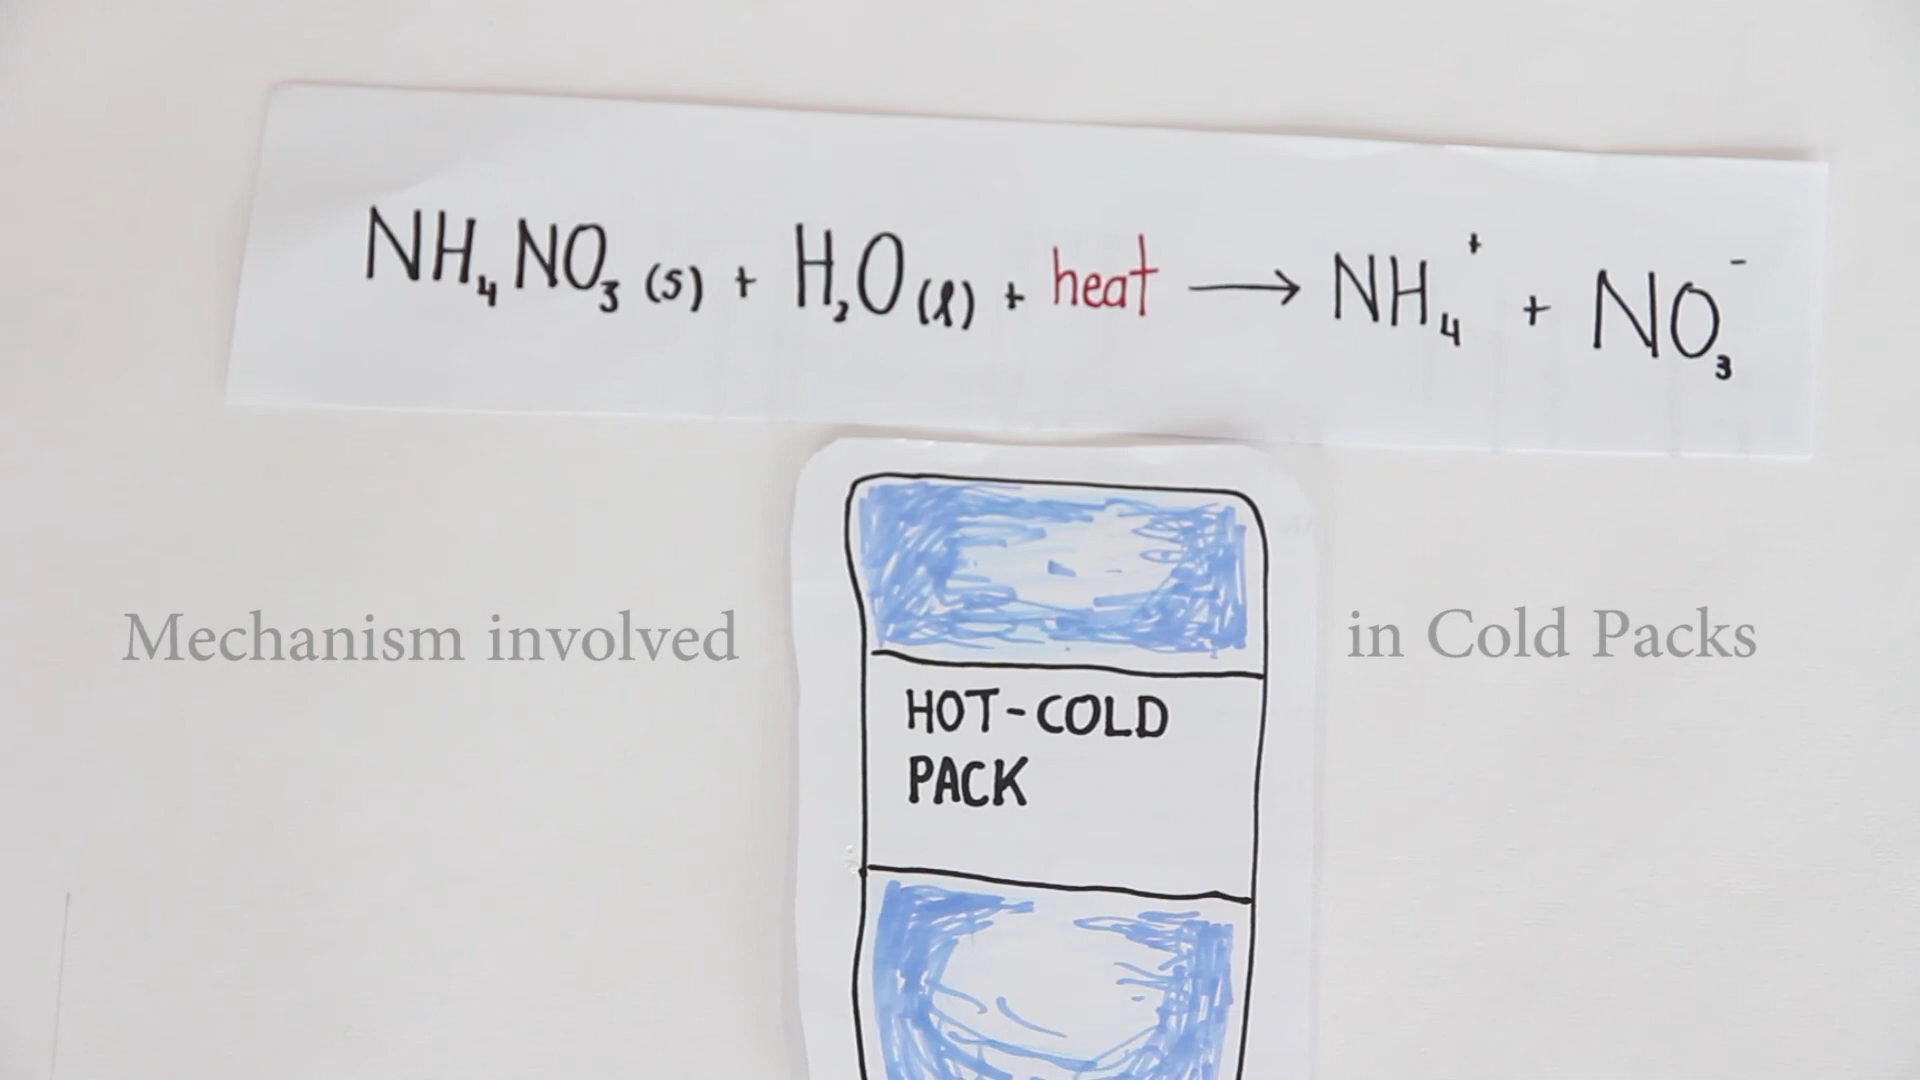 NH₄NO₃ (s) + H₂O (l) + heat → NH₄⁺ + NO₃⁻
Mechanism involved in Cold Packs
HOT-COLD
PACK